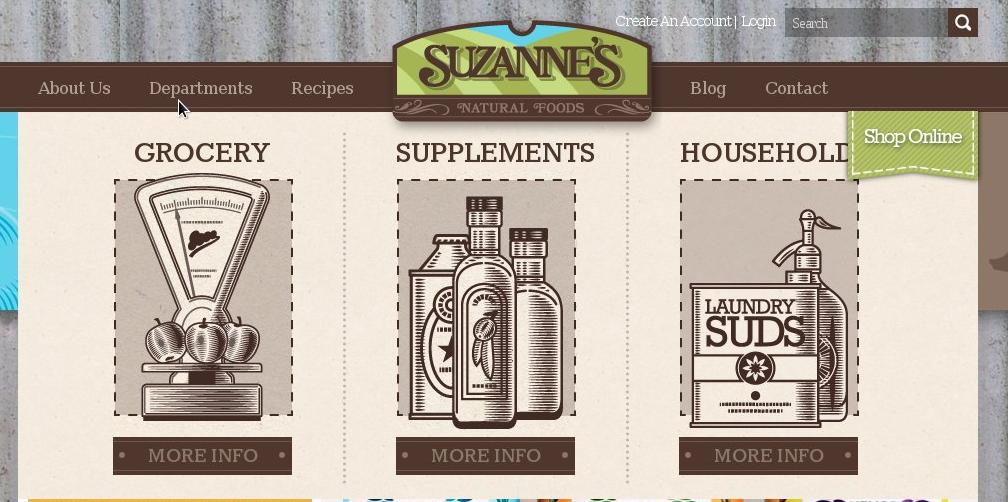 Create An Account | Login
Search
SUZANNE'S
NATURAL FOODS
About Us
Departments
Recipes
Blog
Contact
Shop Online
GROCERY
SUPPLEMENTS
HOUSEHOLD
LAUNDRY
SUDS
MORE INFO
MORE INFO
MORE INFO